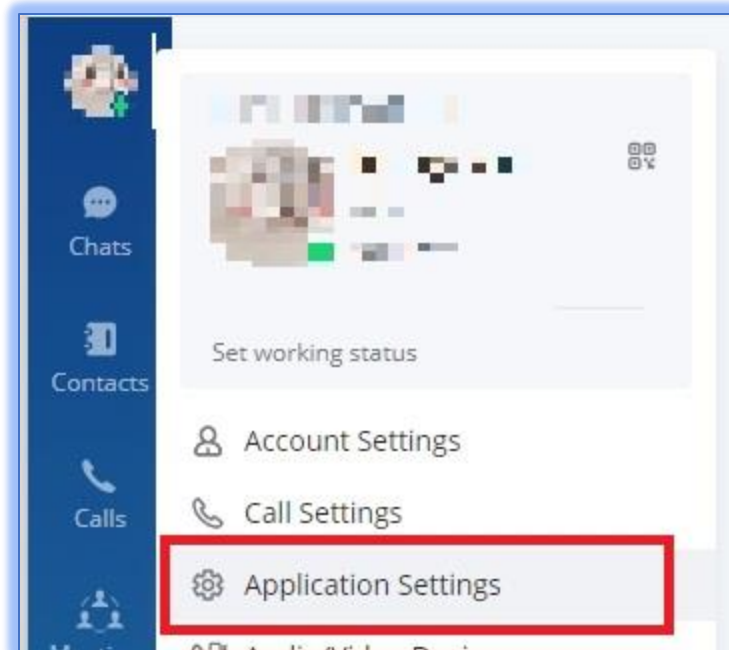 Chats
Contacts
Calls
Set working status
Account Settings
Call Settings
Application Settings